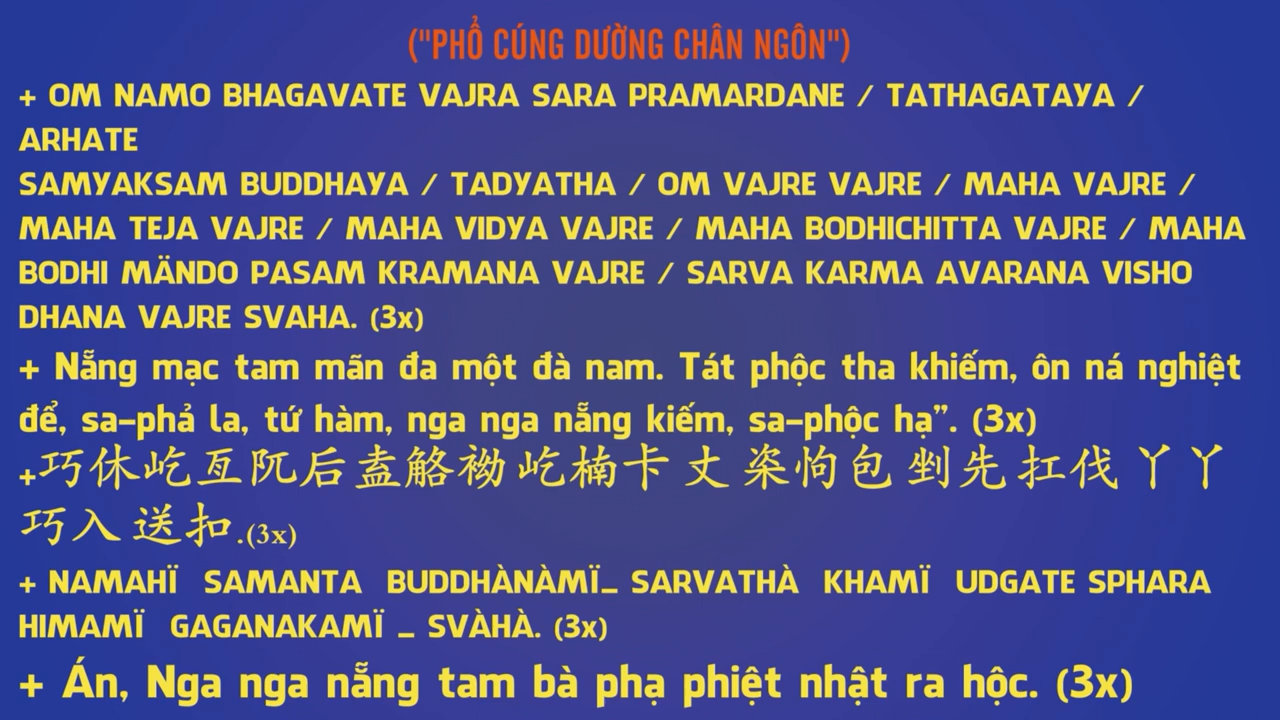 ("PHỔ CÚNG DƯỜNG CHÂN NGÔN")
+ OM NAMO BHAGAVATE VAJRA SARA PRAMARDANE / TATHAGATAYA /
ARHATE
SAMYAKSAM BUDDHAYA / TADYATHA / OM VAJRE VAJRE / MAHA VAJRE /
MAHA TEJA VAJRE / MAHA VIDYA VAJRE / MAHA BODHICHITTA VAJRE / MAHA
BODHI MÄNDO PASAM KRAMANA VAJRE / SARVA KARMA AVARANA VISHO
DHANA VAJRE SVAHA. (3x)
+ Nẵng mạc tam mãn đa một đà nam. Tát phộc tha khiếm, ôn ná nghiệt
để, sa-phả la, tứ hàm, nga nga nẵng kiếm, sa-phộc hạ”. (3x)
+巧休屹亙阢后盍觡袎屹楠卡丈粢怐包剉先扛伐丫丫
巧入送扣.(3x)
+ NAMAHÏ SAMANTA BUDDHÀNÀMÏ_ SARVATHÀ KHAMÏ UDGATE SPHARA
HIMAMÏ GAGANAKAMÏ _ SVÀHÀ. (3x)
+ Án, Nga nga nẵng tam bà phạ phiệt nhật ra hộc. (3x)